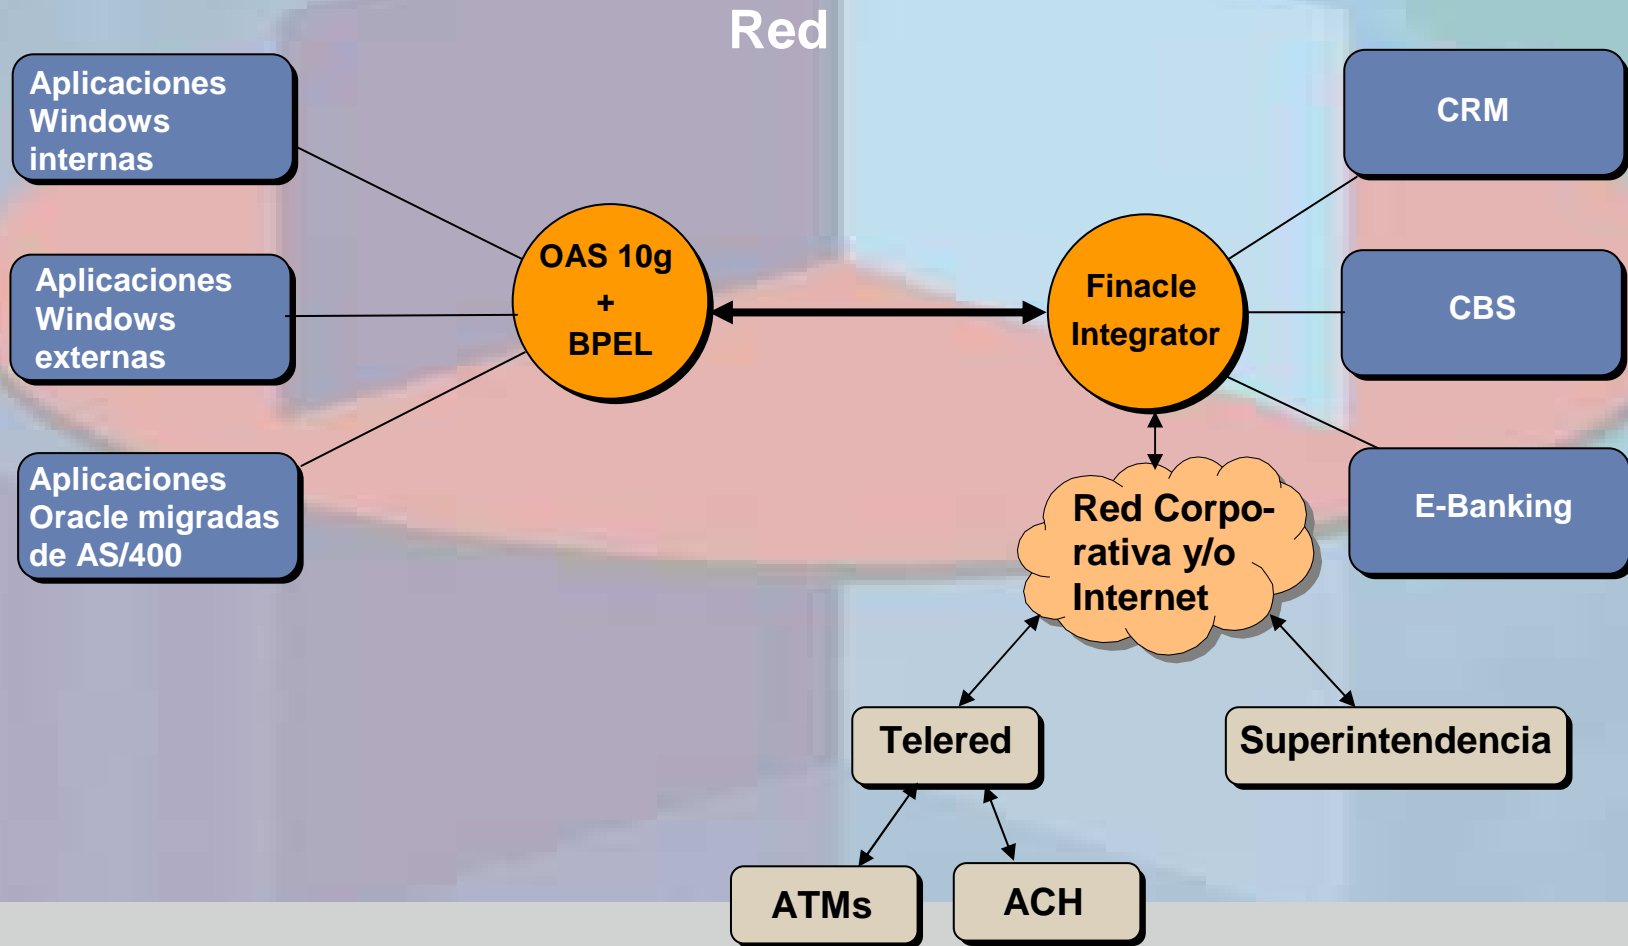 Red
Aplicaciones
Windows
internas
CRM
OAS 10g
+
BPEL
Finacle
Integrator
Aplicaciones
Windows
externas
CBS
Aplicaciones
Oracle migradas
de AS/400
Red Corpo-
rativa y/o
Internet
E-Banking
Telered
Superintendencia
ATMs
ACH